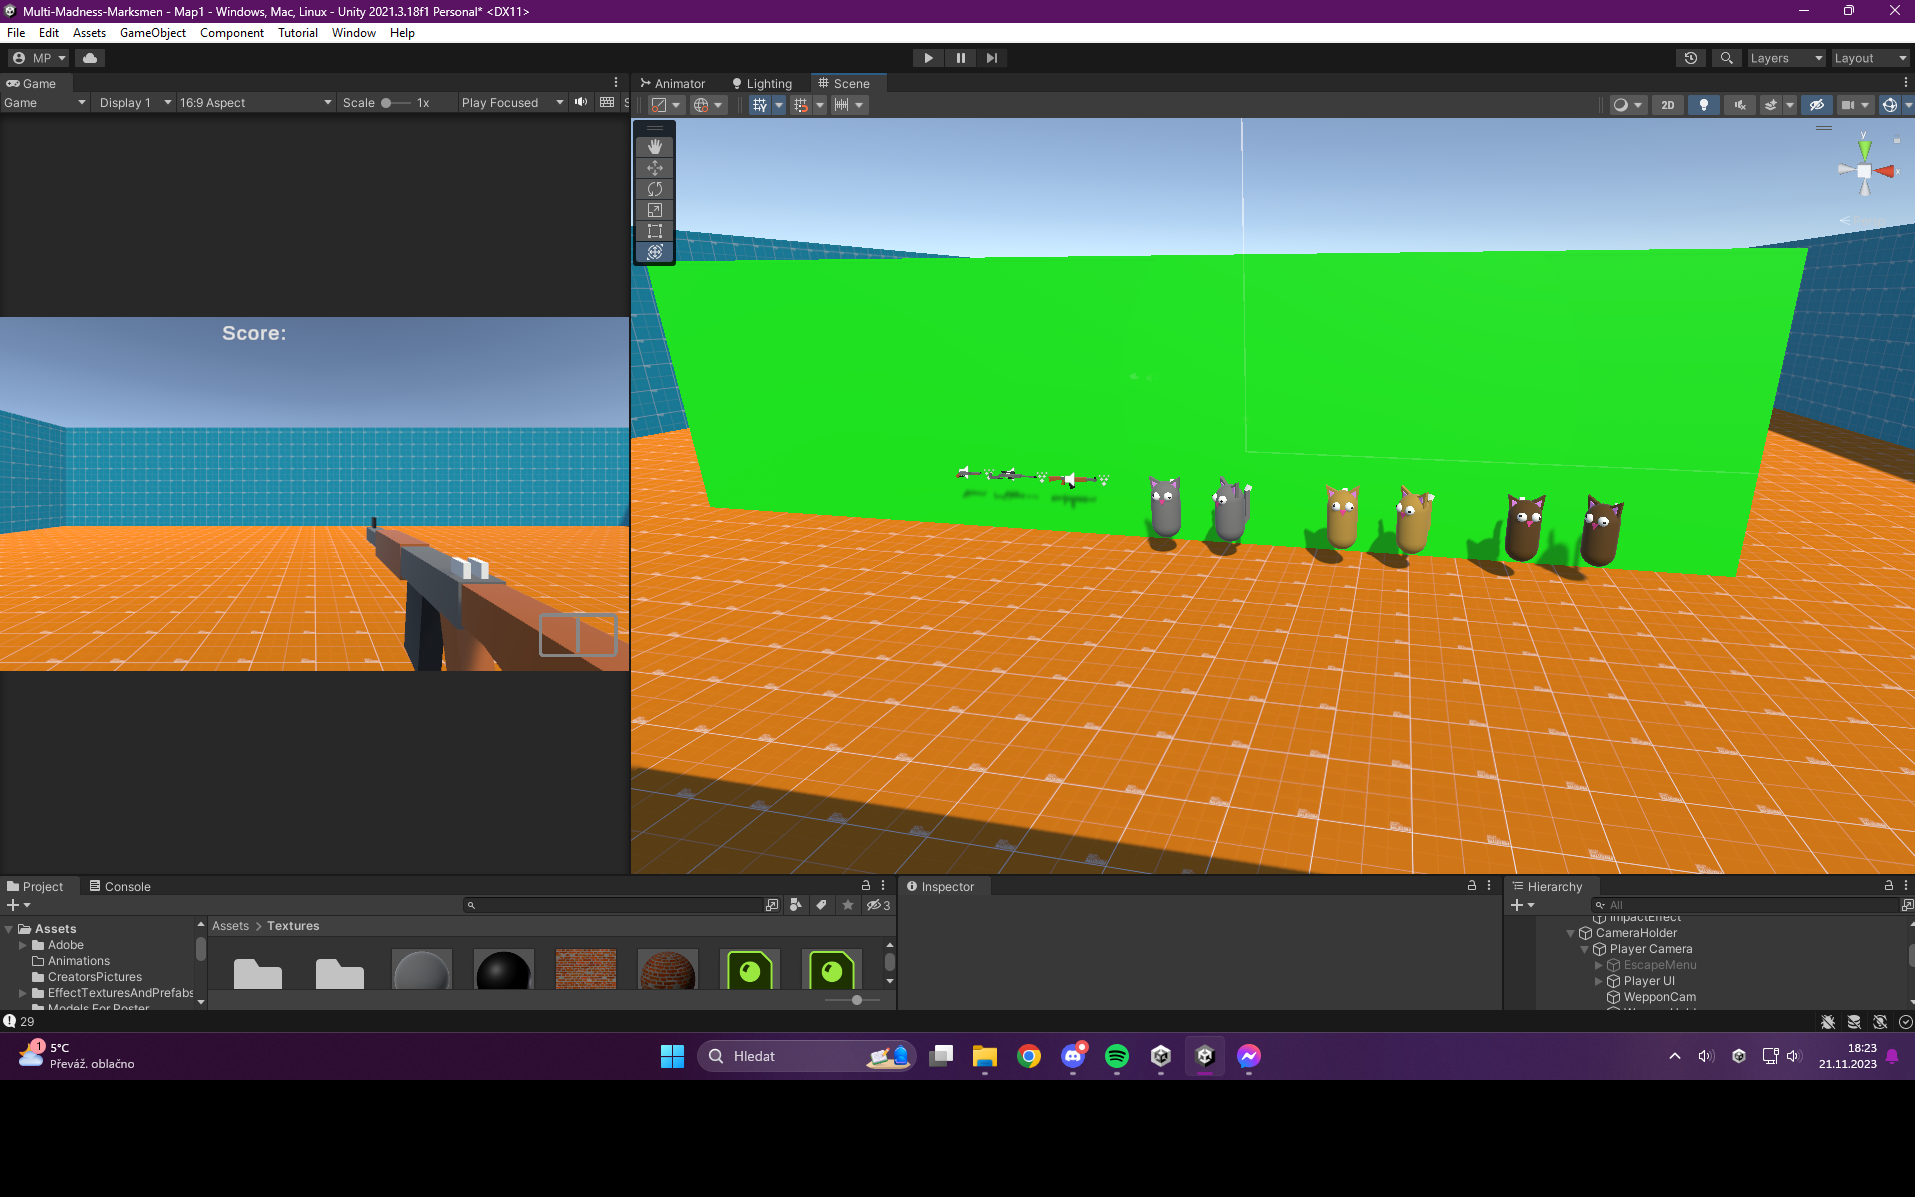 Multi-Madness-Marksmen - Map1 - Windows, Mac, Linux - Unity 2021.3.18f1 Personal* <DX11>
File Edit Assets GameObject Component Tutorial Window Help
MP
Layers Layout
Game
Animator Lighting Scene
Game Display 1 16:9 Aspect Scale 1x Play Focused S
2D
y
x
Score:
Project Console
Inspector
Hierarchy
3
All
Assets
Assets > Textures
Adobe
Animations
CreatorsPictures
EffectTexturesAndPrefabs
Models For Poster
ImpactEffect
CameraHolder
Player Camera
EscapeMenu
Player UI
WepponCam
29
1
5°C
Převáž. oblačno
Hledat
18:23
21.11.2023